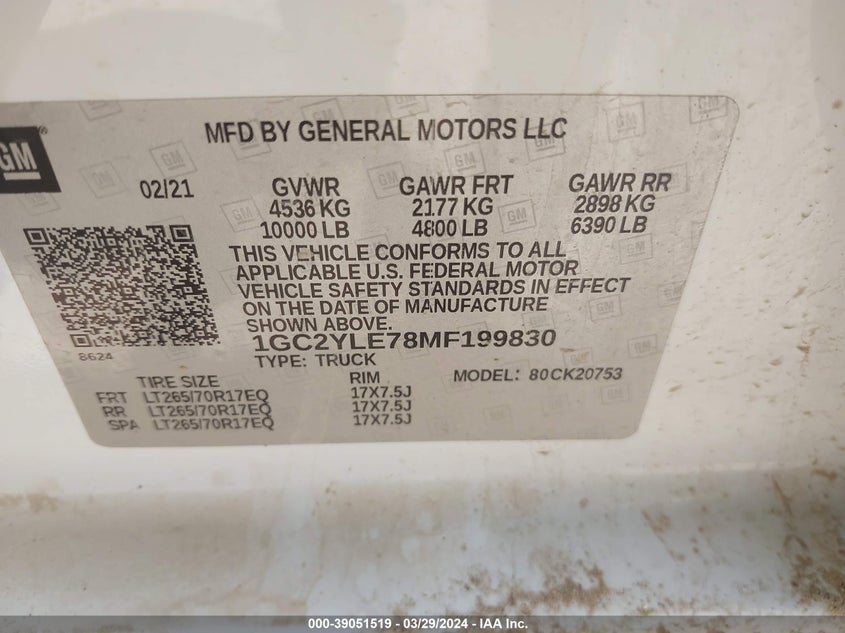 GM
MFD BY GENERAL MOTORS LLC
02/21 GVWR GAWR FRT GAWR RR
4536 KG 2177 KG 2898 KG
10000 LB 4800 LB 6390 LB
THIS VEHICLE CONFORMS TO ALL
APPLICABLE U.S. FEDERAL MOTOR
VEHICLE SAFETY STANDARDS IN EFFECT
ON THE DATE OF MANUFACTURE
SHOWN ABOVE.
8624
1GC2YLE78MF199830
TYPE: TRUCK
TIRE SIZE RIM MODEL: 80CK20753
FRT LT265/70R17EQ 17X7.5J
RR LT265/70R17EQ 17X7.5J
SPA LT265/70R17EQ 17X7.5J
000-39051519 - 03/29/2024 - IAA Inc.